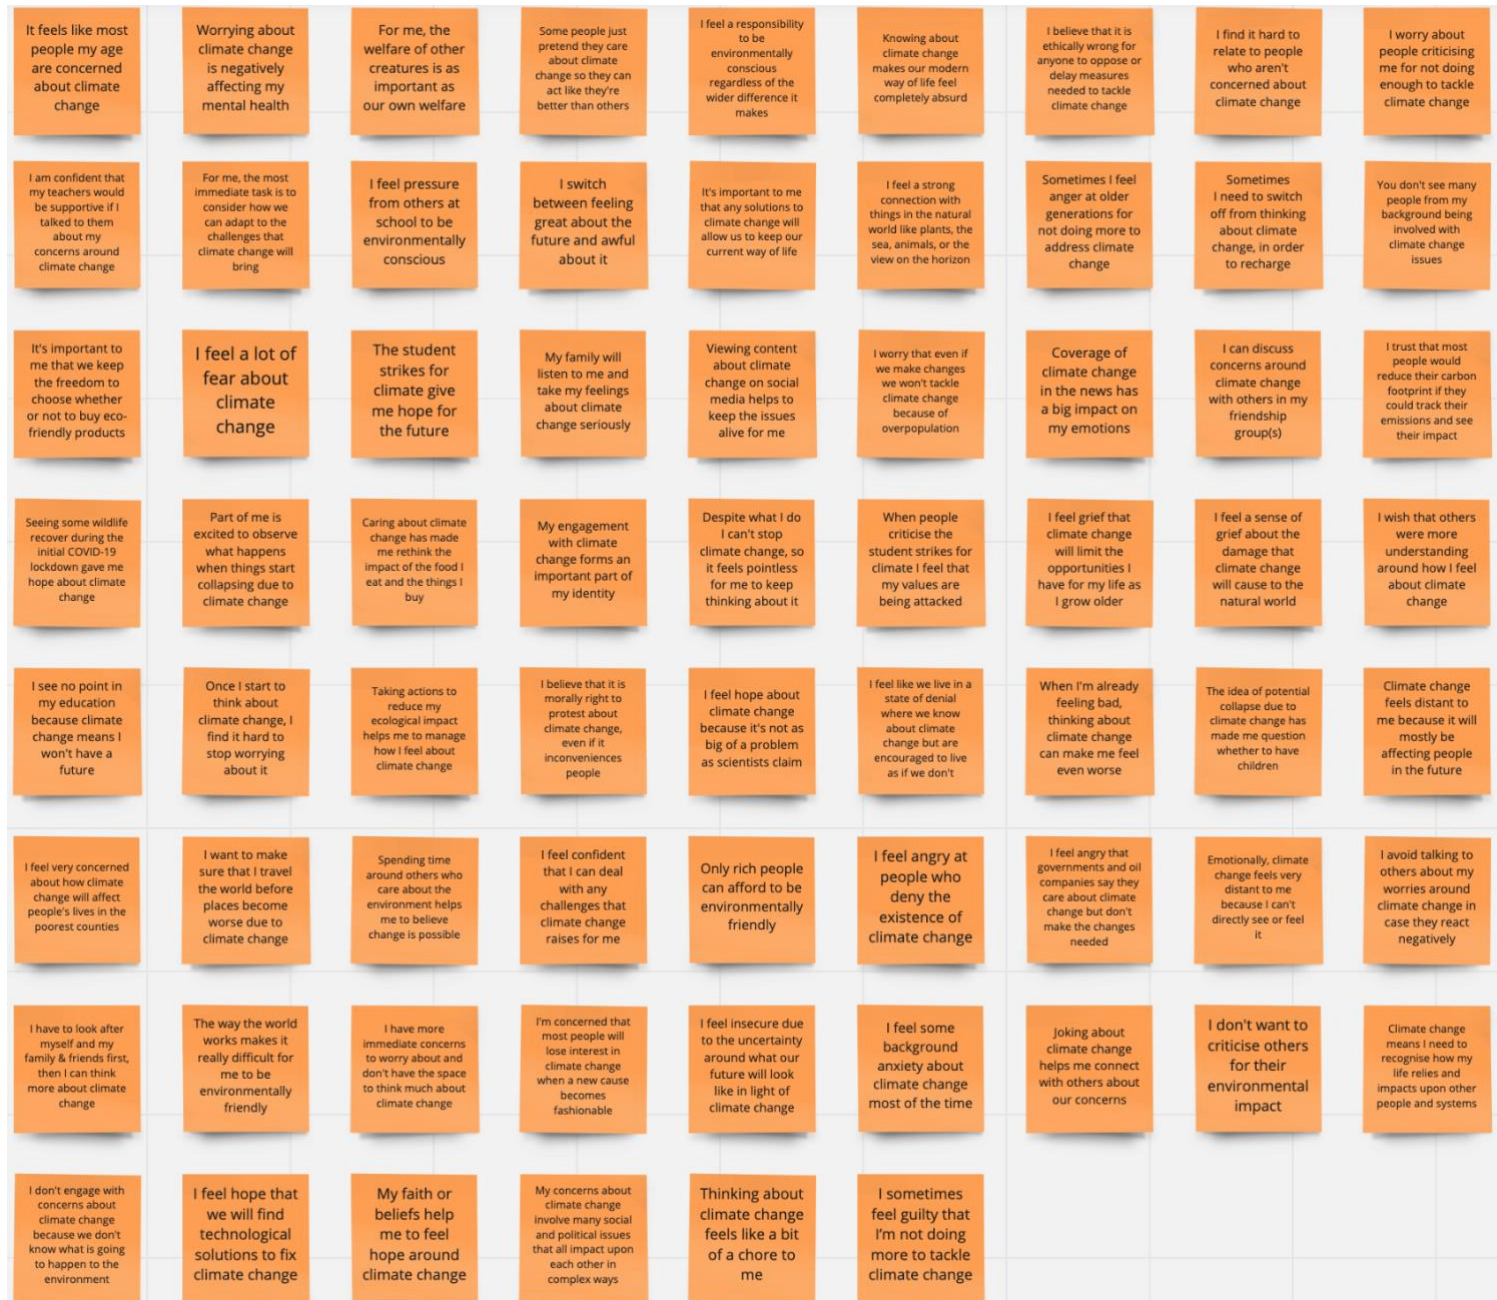 It feels like most
people my age
are concerned
about climate
change
Worrying about
climate change
is negatively
affecting my
mental health
For me, the
welfare of other
creatures is as
important as
our own welfare
Some people just
pretend they care
about climate
change so they can
act like they're
better than others
I feel a responsibility
to be
environmentally
conscious
regardless of the
wider difference it
makes
Knowing about
climate change
makes our modern
way of life feel
completely absurd
I believe that it is
ethically wrong for
anyone to oppose or
delay measures
needed to tackle
climate change
I find it hard to
relate to people
who aren't
concerned about
climate change
I worry about
people criticising
me for not doing
enough to tackle
climate change
I am confident that
my teachers would
be supportive if I
talked to them
about my
concerns around
climate change
For me, the most
immediate task is to
consider how we
can adapt to the
challenges that
climate change will
bring
I feel pressure
from others at
school to be
environmentally
conscious
I switch
between feeling
great about the
future and awful
about it
It's important to me
that any solutions to
climate change will
allow us to keep our
current way of life
I feel a strong
connection with
things in the natural
world like plants, the
sea, animals, or the
view on the horizon
Sometimes I feel
anger at older
generations for
not doing more to
address climate
change
Sometimes
I need to switch
off from thinking
about climate
change, in order
to recharge
You don't see many
people from my
background being
involved with
climate change
issues
It's important to
me that we keep
the freedom to
choose whether
or not to buy eco-
friendly products
I feel a lot of
fear about
climate
change
The student
strikes for
climate give
me hope for
the future
My family will
listen to me and
take my feelings
about climate
change seriously
Viewing content
about climate
change on social
media helps to
keep the issues
alive for me
I worry that even if
we make changes
we won't tackle
climate change
because of
overpopulation
Coverage of
climate change
in the news has
a big impact on
my emotions
I can discuss
concerns around
climate change
with others in my
friendship
group(s)
I trust that most
people would
reduce their carbon
footprint if they
could track their
emissions and see
their impact
Seeing some wildlife
recover during the
initial COVID-19
lockdown gave me
hope about climate
change
Part of me is
excited to observe
what happens
when things start
collapsing due to
climate change
Caring about climate
change has made
me rethink the
impact of the food I
eat and the things I
buy
My engagement
with climate
change forms an
important part of
my identity
Despite what I do
I can't stop
climate change, so
it feels pointless
for me to keep
thinking about it
When people
criticise the
student strikes for
climate I feel that
my values are
being attacked
I feel grief that
climate change
will limit the
opportunities I
have for my life as
I grow older
I feel a sense of
grief about the
damage that
climate change
will cause to the
natural world
I wish that others
were more
understanding
around how I feel
about climate
change
I see no point in
my education
because climate
change means I
won't have a
future
Once I start to
think about
climate change, I
find it hard to
stop worrying
about it
Taking actions to
reduce my
ecological impact
helps me to manage
how I feel about
climate change
I believe that it is
morally right to
protest about
climate change,
even if it
inconveniences
people
I feel hope about
climate change
because it's not as
big of a problem
as scientists claim
I feel like we live in a
state of denial
where we know
about climate
change but are
encouraged to live
as if we don't
When I'm already
feeling bad,
thinking about
climate change
can make me feel
even worse
The idea of potential
collapse due to
climate change has
made me question
whether to have
children
Climate change
feels distant to
me because it will
mostly be
affecting people
in the future
I feel very concerned
about how climate
change will affect
people's lives in the
poorest counties
I want to make
sure that I travel
the world before
places become
worse due to
climate change
Spending time
around others who
care about the
environment helps
me to believe
change is possible
I feel confident
that I can deal
with any
challenges that
climate change
raises for me
Only rich people
can afford to be
environmentally
friendly
I feel angry at
people who
deny the
existence of
climate change
I feel angry that
governments and oil
companies say they
care about climate
change but don't
make the changes
needed
Emotionally, climate
change feels very
distant to me
because I can't
directly see or feel
it
I avoid talking to
others about my
worries around
climate change in
case they react
negatively
I have to look after
myself and my
family & friends first,
then I can think
more about climate
change
The way the world
works makes it
really difficult for
me to be
environmentally
friendly
I have more
immediate concerns
to worry about and
don't have the space
to think much about
climate change
I'm concerned that
most people will
lose interest in
climate change
when a new cause
becomes
fashionable
I feel insecure due
to the uncertainty
around what our
future will look
like in light of
climate change
I feel some
background
anxiety about
climate change
most of the time
Joking about
climate change
helps me connect
with others about
our concerns
I don't want to
criticise others
for their
environmental
impact
Climate change
means I need to
recognise how my
life relies and
impacts upon other
people and systems
I don't engage with
concerns about
climate change
because we don't
know what is going
to happen to the
environment
I feel hope that
we will find
technological
solutions to fix
climate change
My faith or
beliefs help
me to feel
hope around
climate change
My concerns about
climate change
involve many social
and political issues
that all impact upon
each other in
complex ways
Thinking about
climate change
feels like a bit
of a chore to
me
I sometimes
feel guilty that
I'm not doing
more to tackle
climate change